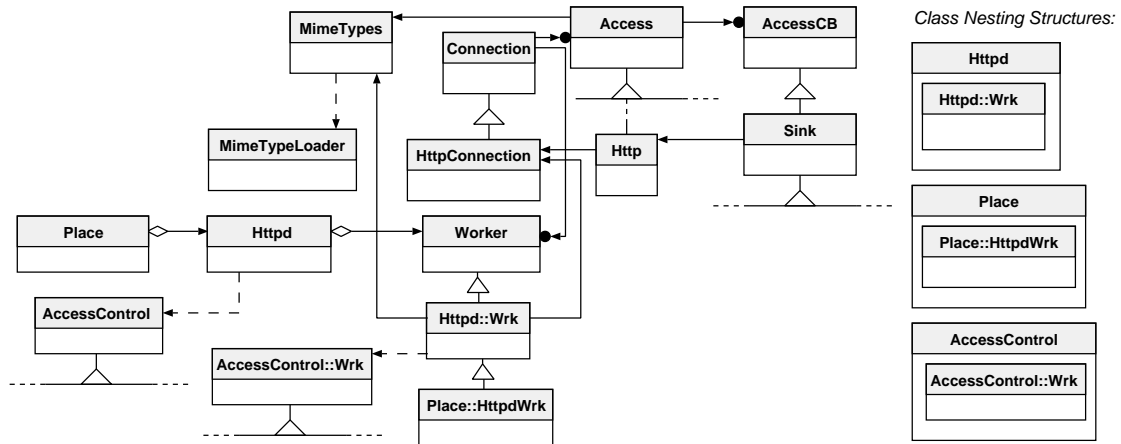 MimeTypes
Access
AccessCB
Class Nesting Structures:
Connection
Httpd
Httpd::Wrk
Sink
MimeTypeLoader
HttpConnection
Http
Place
Place::HttpdWrk
Place
Httpd
Worker
AccessControl
Httpd::Wrk
AccessControl
AccessControl::Wrk
AccessControl::Wrk
Place::HttpdWrk